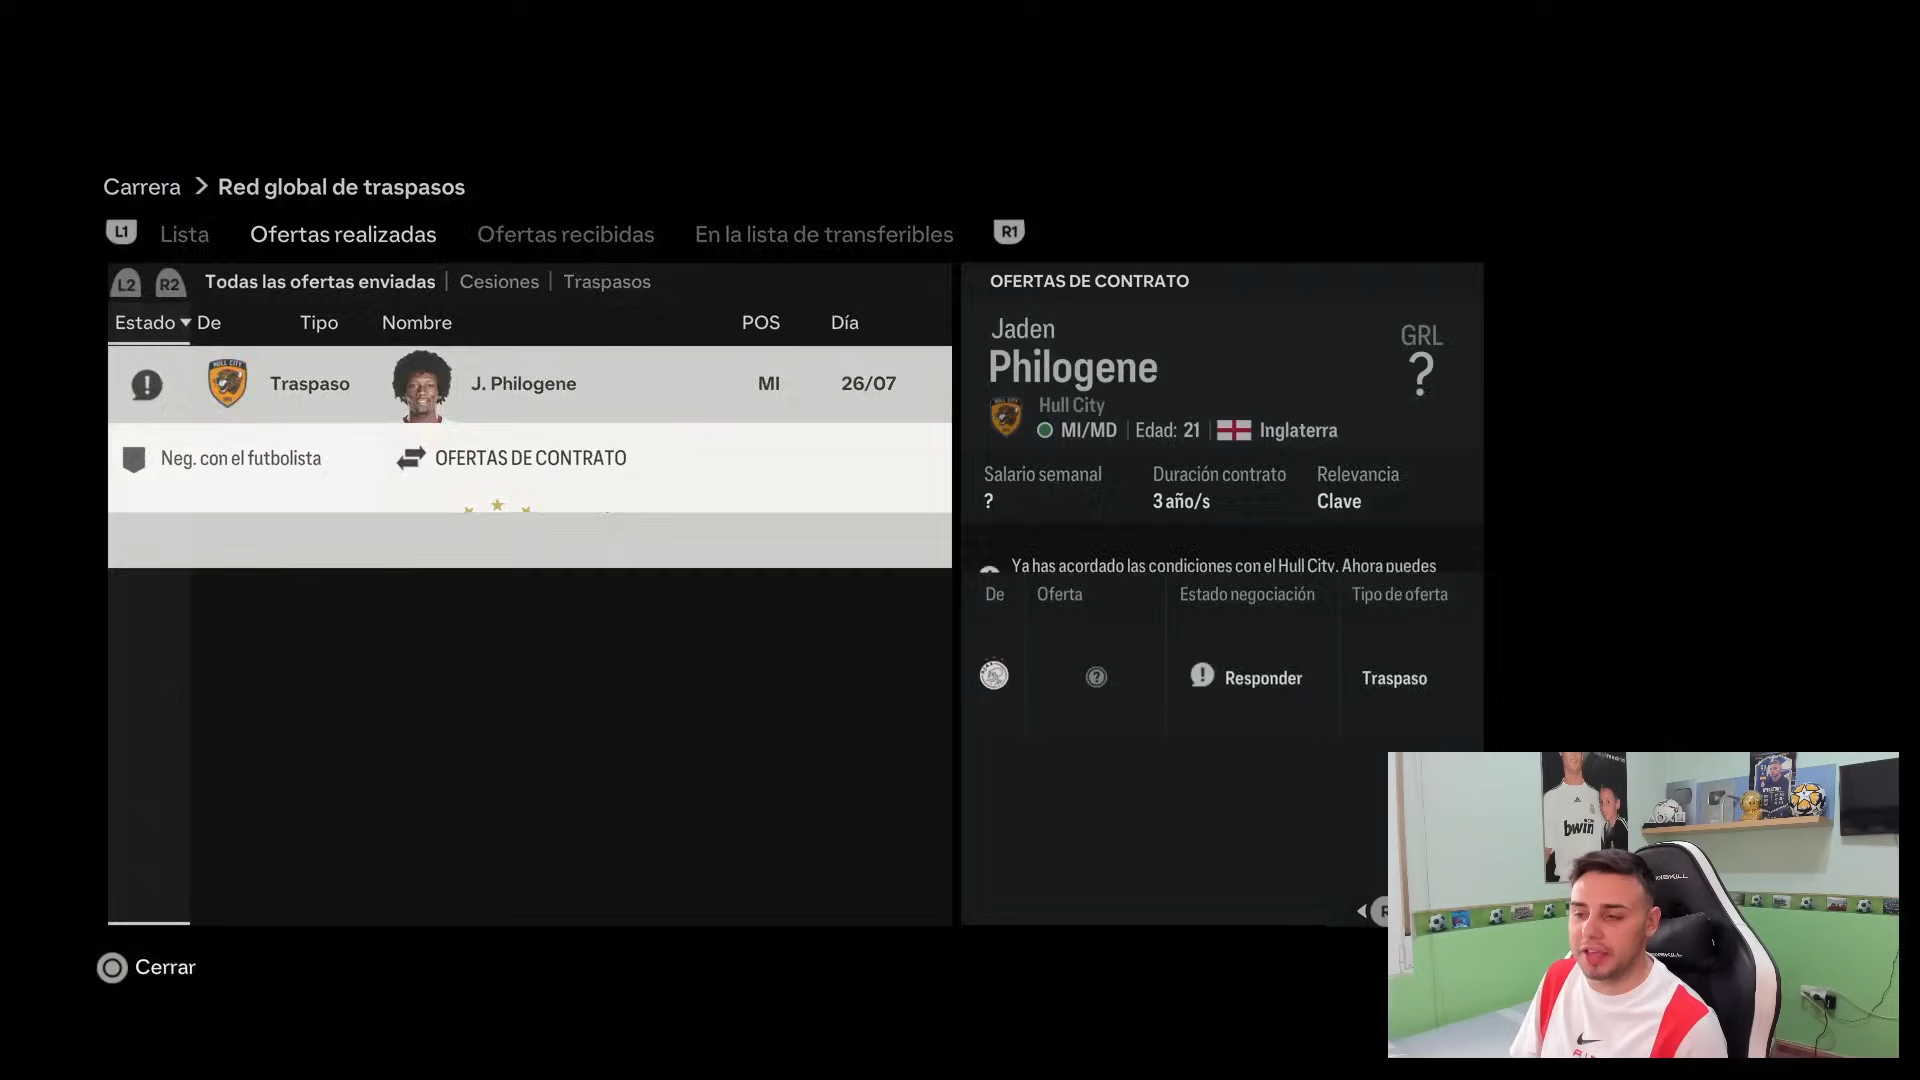 Carrera > Red global de traspasos
L1 Lista Ofertas realizadas Ofertas recibidas En la lista de transferibles R1
L2 R2 Todas las ofertas enviadas | Cesiones | Traspasos
Estado De Tipo Nombre POS Día
Traspaso J. Philogene MI 26/07
Neg. con el futbolista OFERTAS DE CONTRATO
OFERTAS DE CONTRATO
Jaden
Philogene
GRL
?
Hull City
MI/MD | Edad: 21 | Inglaterra
Salario semanal Duración contrato Relevancia
? 3 año/s Clave
Ya has acordado las condiciones con el Hull City. Ahora puedes
De Oferta Estado negociación Tipo de oferta
? ! Responder Traspaso
Cerrar
bwin